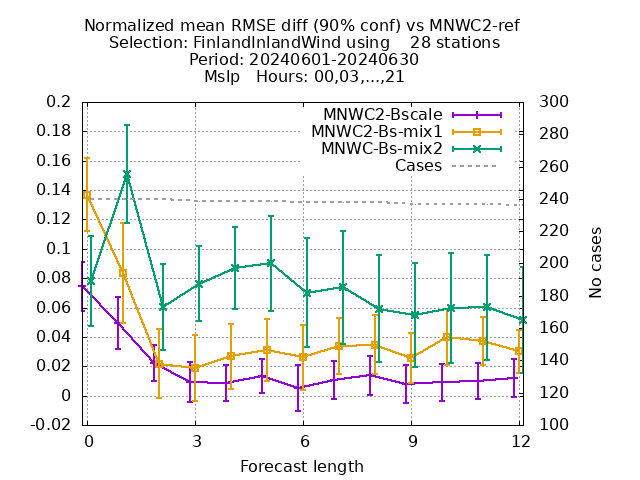 Normalized mean RMSE diff (90% conf) vs MNWC2-ref
Selection: FinlandInlandWind using    28 stations
Period: 20240601-20240630
Mslp   Hours: 00,03,...,21
MNWC2-Bscale
MNWC2-Bs-mix1
MNWC-Bs-mix2
Cases
0.2
0.18
0.16
0.14
0.12
0.1
0.08
0.06
0.04
0.02
0
-0.02
300
280
260
240
220
200
180
160
140
120
100
No cases
0 3 6 9 12
Forecast length